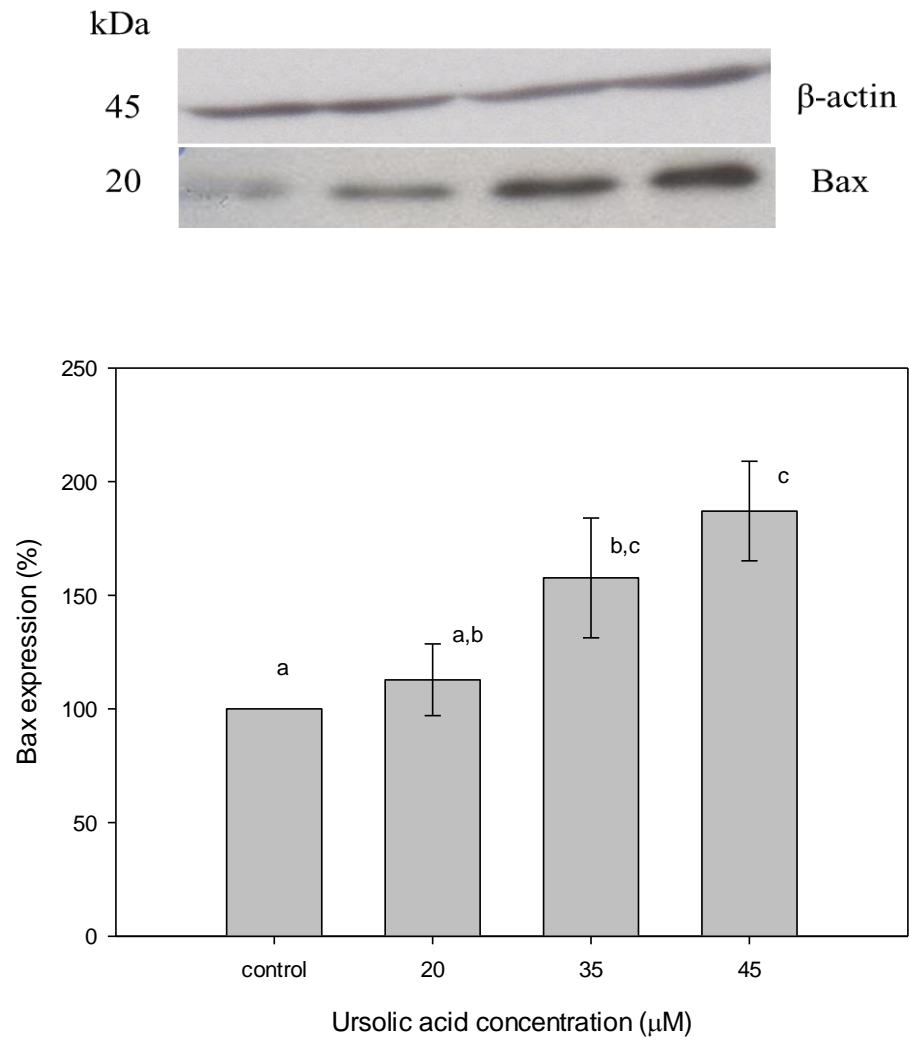 kDa
45 β-actin
20 Bax
250
200
150
100
50
0
Bax expression (%)
a
a,b
b,c
c
control 20 35 45
Ursolic acid concentration (μM)